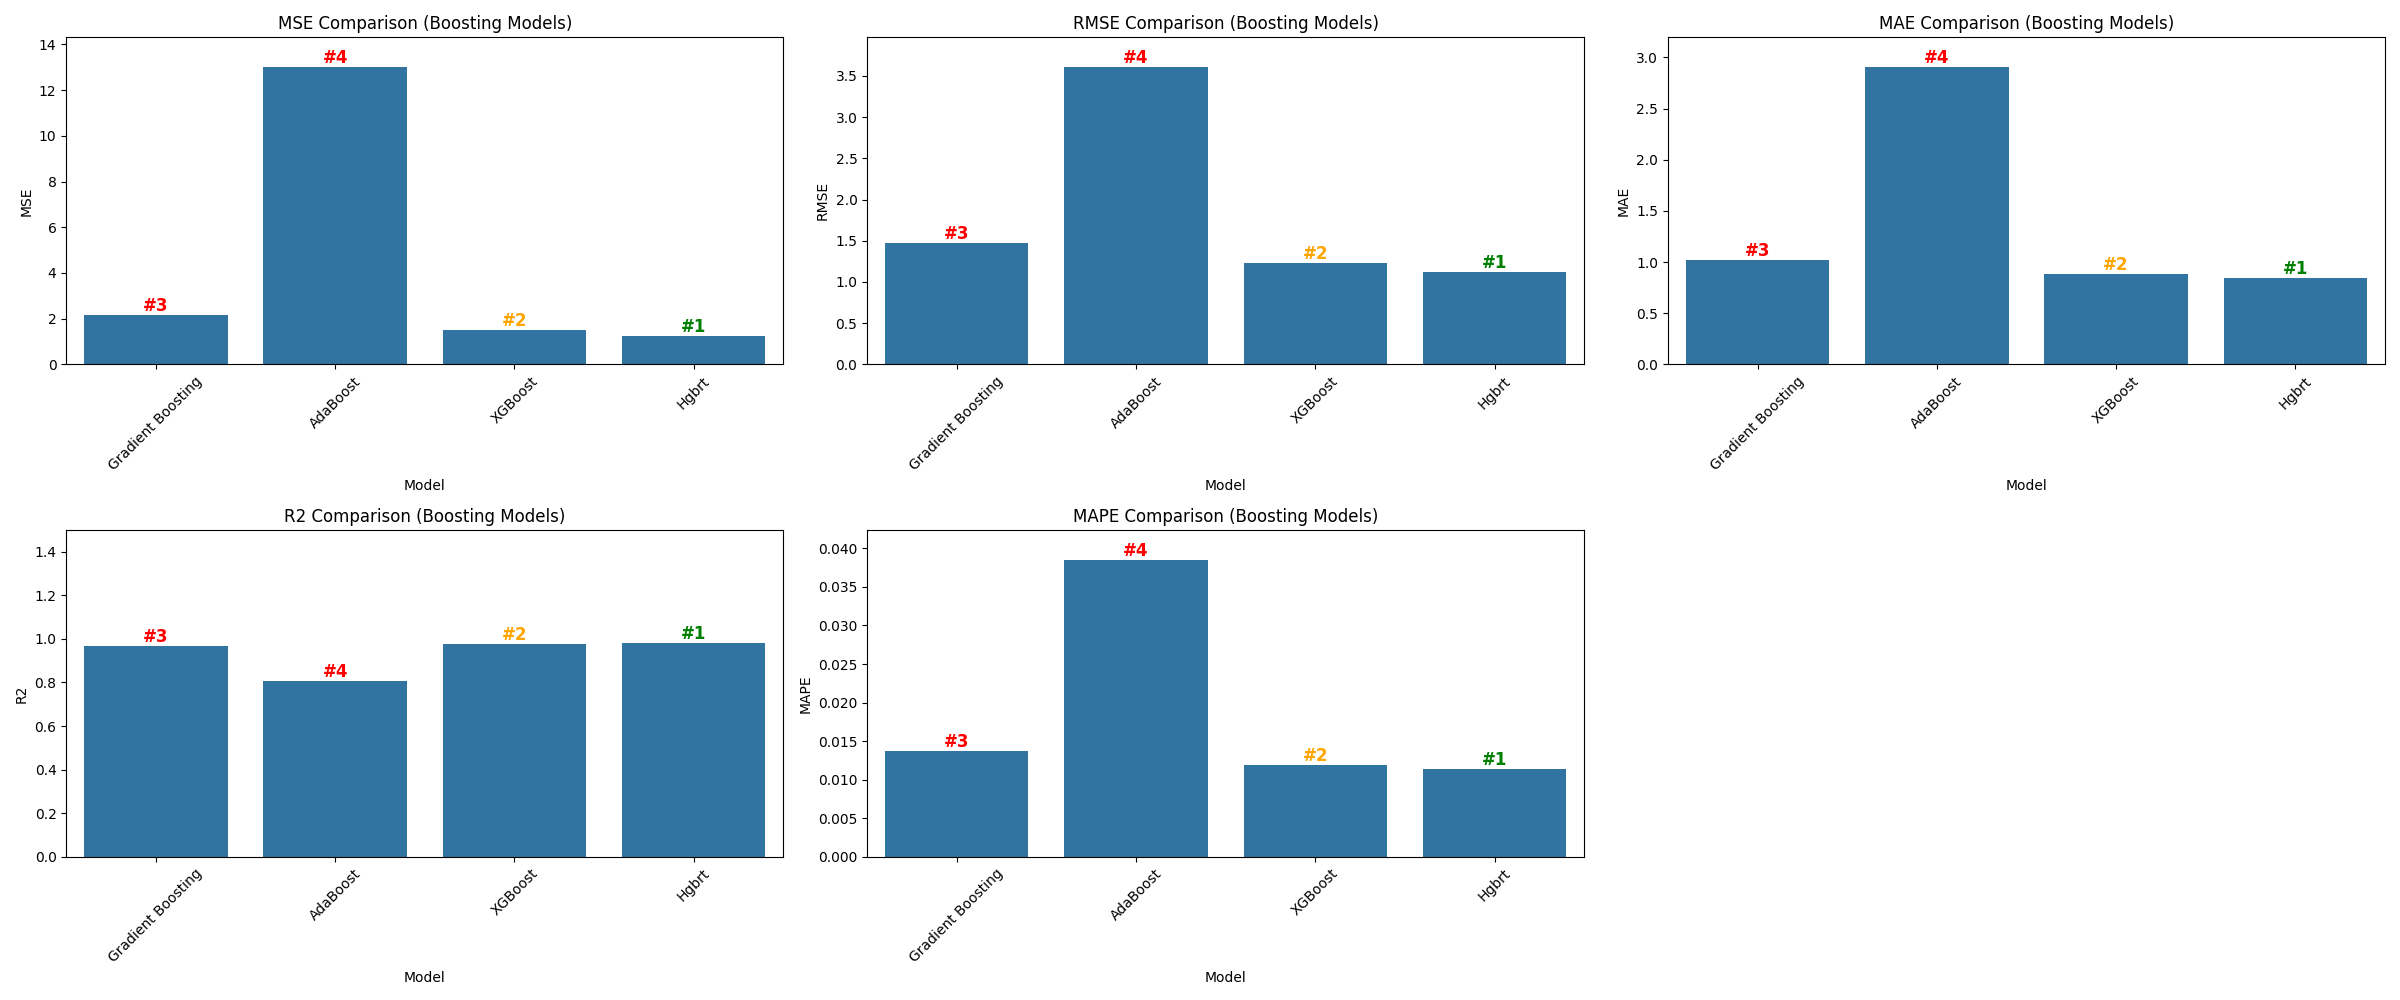 MSE Comparison (Boosting Models)
14
12
10
8
6
4
2
0
MSE
#3
#4
#2
#1
Gradient Boosting
AdaBoost
XGBoost
Hgbrt
Model
RMSE Comparison (Boosting Models)
3.5
3.0
2.5
2.0
1.5
1.0
0.5
0.0
RMSE
#3
#4
#2
#1
Gradient Boosting
AdaBoost
XGBoost
Hgbrt
Model
MAE Comparison (Boosting Models)
3.0
2.5
2.0
1.5
1.0
0.5
0.0
MAE
#3
#4
#2
#1
Gradient Boosting
AdaBoost
XGBoost
Hgbrt
Model
R2 Comparison (Boosting Models)
1.4
1.2
1.0
0.8
0.6
0.4
0.2
0.0
R2
#3
#4
#2
#1
Gradient Boosting
AdaBoost
XGBoost
Hgbrt
Model
MAPE Comparison (Boosting Models)
0.040
0.035
0.030
0.025
0.020
0.015
0.010
0.005
0.000
MAPE
#3
#4
#2
#1
Gradient Boosting
AdaBoost
XGBoost
Hgbrt
Model